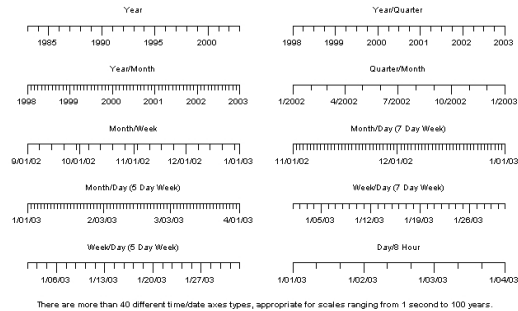 Year
1985 1990 1995 2000
Year/Quarter
1998 1999 2000 2001 2002 2003
Year/Month
1998 1999 2000 2001 2002 2003
Quarter/Month
1/2002 4/2002 7/2002 10/2002 1/2003
Month/Week
9/01/02 10/01/02 11/01/02 12/01/02 1/01/03
Month/Day (7 Day Week)
11/01/02 12/01/02 1/01/03
Month/Day (5 Day Week)
1/01/03 2/03/03 3/03/03 4/01/03
Week/Day (7 Day Week)
1/05/03 1/12/03 1/19/03 1/26/03
Week/Day (5 Day Week)
1/06/03 1/13/03 1/20/03 1/27/03
Day/8 Hour
1/01/03 1/02/03 1/03/03 1/04/03
There are more than 40 different time/date axes types, appropriate for scales ranging from 1 second to 100 years.